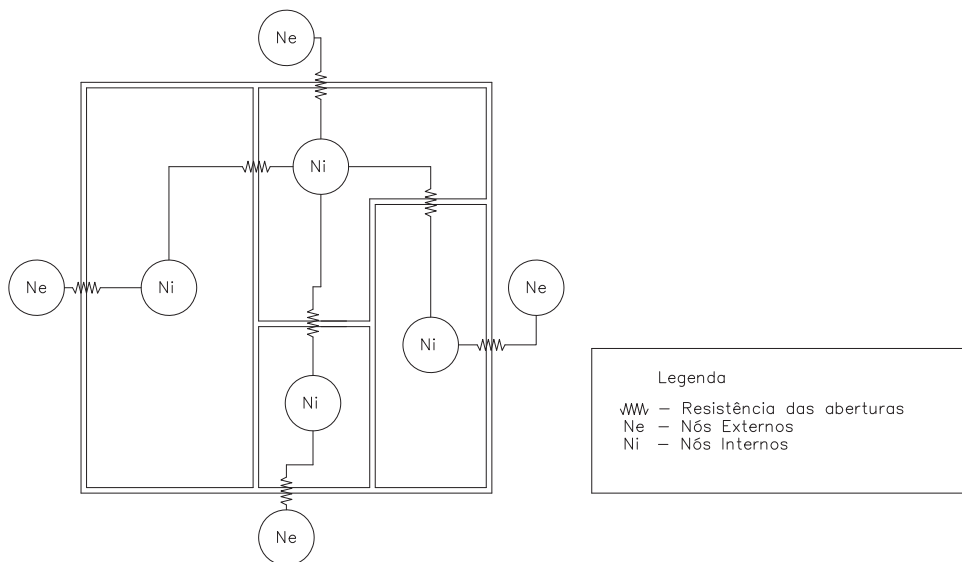 Ne
Ni
Ne
Ni
Ne
Ni
Ni
Ne
Legenda
– Resistência das aberturas
Ne – Nós Externos
Ni – Nós Internos